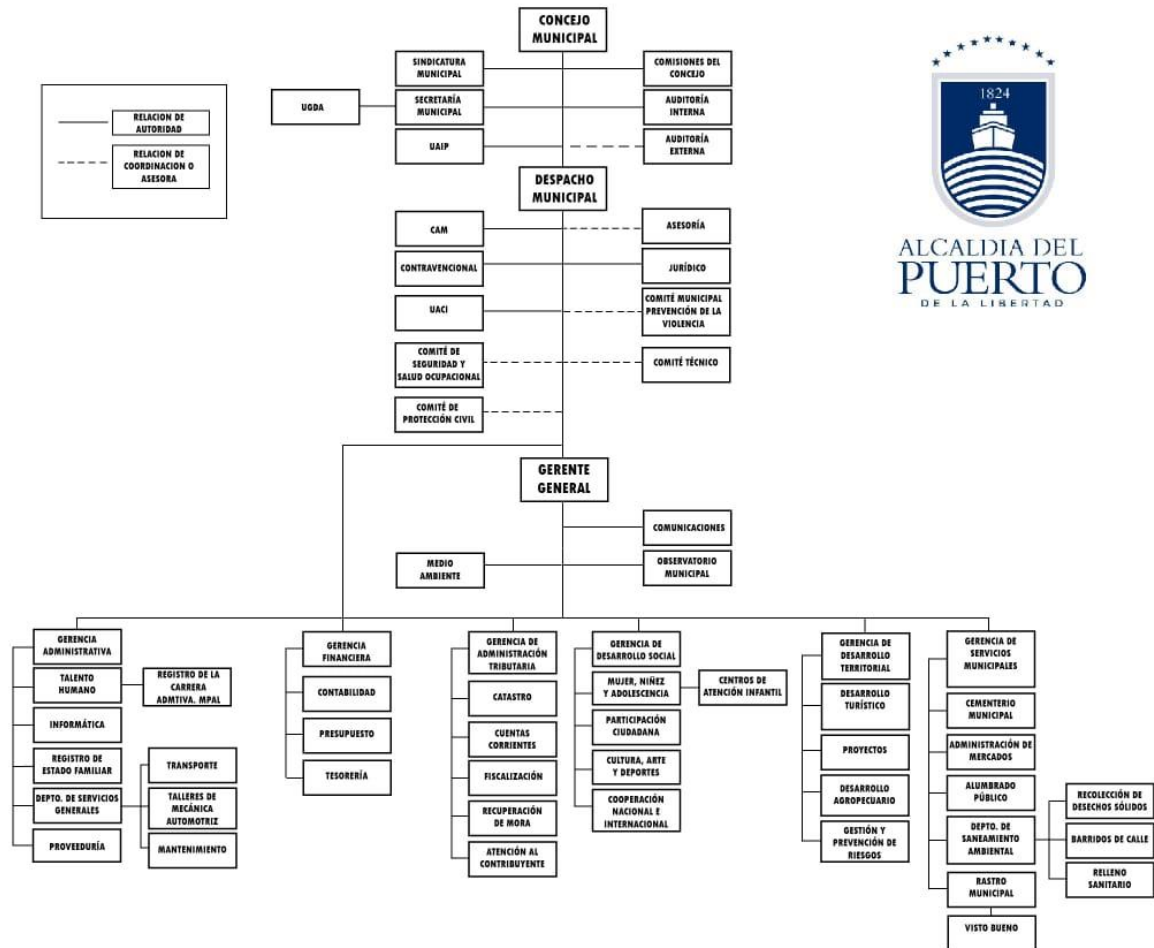 CONCEJO
MUNICIPAL
SINDICATURA
MUNICIPAL
COMISIONES DEL
CONCEJO
UGDA
SECRETARÍA
MUNICIPAL
AUDITORÍA
INTERNA
UAIP
AUDITORÍA
EXTERNA
RELACION DE
AUTORIDAD
RELACION DE
COORDINACION O
ASESORA
1824
ALCALDIA DEL
PUERTO
DE LA LIBERTAD
DESPACHO
MUNICIPAL
CAM
ASESORÍA
CONTRAVENCIONAL
JURÍDICO
UACI
COMITÉ MUNICIPAL
PREVENCIÓN DE LA
VIOLENCIA
COMITÉ DE
SEGURIDAD Y
SALUD OCUPACIONAL
COMITÉ TÉCNICO
COMITÉ DE
PROTECCIÓN CIVIL
GERENTE
GENERAL
COMUNICACIONES
MEDIO
AMBIENTE
OBSERVATORIO
MUNICIPAL
GERENCIA
ADMINISTRATIVA
TALENTO
HUMANO
REGISTRO DE LA
CARRERA
ADMTIVA. MPAL
INFORMÁTICA
REGISTRO DE
ESTADO FAMILIAR
DEPTO. DE SERVICIOS
GENERALES
TRANSPORTE
TALLERES DE
MECÁNICA
AUTOMOTRIZ
MANTENIMIENTO
PROVEEDURÍA
GERENCIA
FINANCIERA
CONTABILIDAD
PRESUPUESTO
TESORERÍA
GERENCIA DE
ADMINISTRACIÓN
TRIBUTARIA
CATASTRO
CUENTAS
CORRIENTES
FISCALIZACIÓN
RECUPERACIÓN
DE MORA
ATENCIÓN AL
CONTRIBUYENTE
GERENCIA DE
DESARROLLO SOCIAL
MUJER, NIÑEZ
Y ADOLESCENCIA
CENTROS DE
ATENCIÓN INFANTIL
PARTICIPACIÓN
CIUDADANA
CULTURA, ARTE
Y DEPORTES
COOPERACIÓN
NACIONAL E
INTERNACIONAL
GERENCIA DE
DESARROLLO
TERRITORIAL
DESARROLLO
TURÍSTICO
PROYECTOS
DESARROLLO
AGROPECUARIO
GESTIÓN Y
PREVENCIÓN DE
RIESGOS
GERENCIA DE
SERVICIOS
MUNICIPALES
CEMENTERIO
MUNICIPAL
ADMINISTRACIÓN DE
MERCADOS
ALUMBRADO
PÚBLICO
DEPTO. DE
SANEAMIENTO
AMBIENTAL
RECOLECCIÓN DE
DESECHOS SÓLIDOS
BARRIDOS DE CALLE
RELLENO
SANITARIO
RASTRO
MUNICIPAL
VISTO BUENO